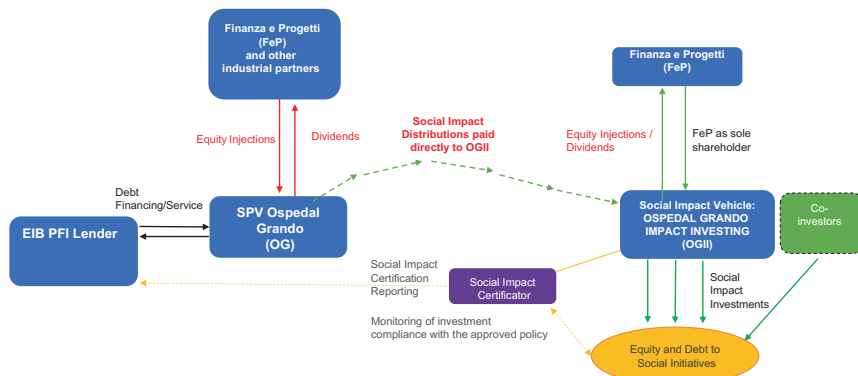 Finanza e Progetti
(FeP)
and other
industrial partners
Finanza e Progetti
(FeP)
Equity Injections
Dividends
Social Impact
Distributions paid
directly to OGII
Equity Injections /
Dividends
FeP as sole
shareholder
Debt
Financing/Service
EIB PFI Lender
SPV Ospedal
Grando
(OG)
Social Impact Vehicle:
OSPEDAL GRANDO
IMPACT INVESTING
(OGII)
Co-
investors
Social Impact
Certification
Reporting
Social Impact
Certificator
Social
Impact
Investments
Monitoring of investment
compliance with the approved policy
Equity and Debt to
Social Initiatives